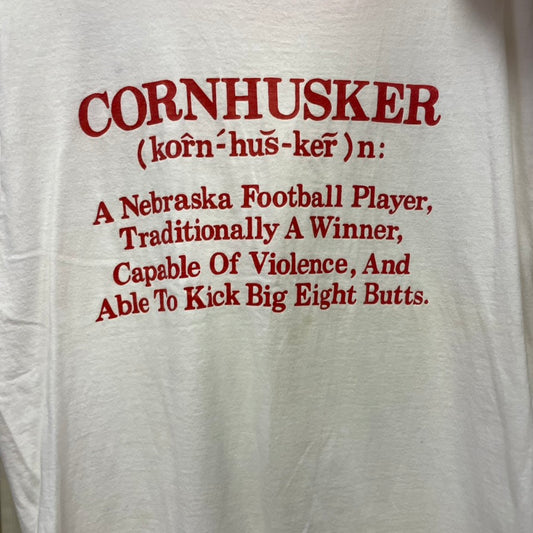 CORNHUSKER
(kor̂n-´hus̆-ker̃)n:
A Nebraska Football Player,
Traditionally A Winner,
Capable Of Violence, And
Able To Kick Big Eight Butts.